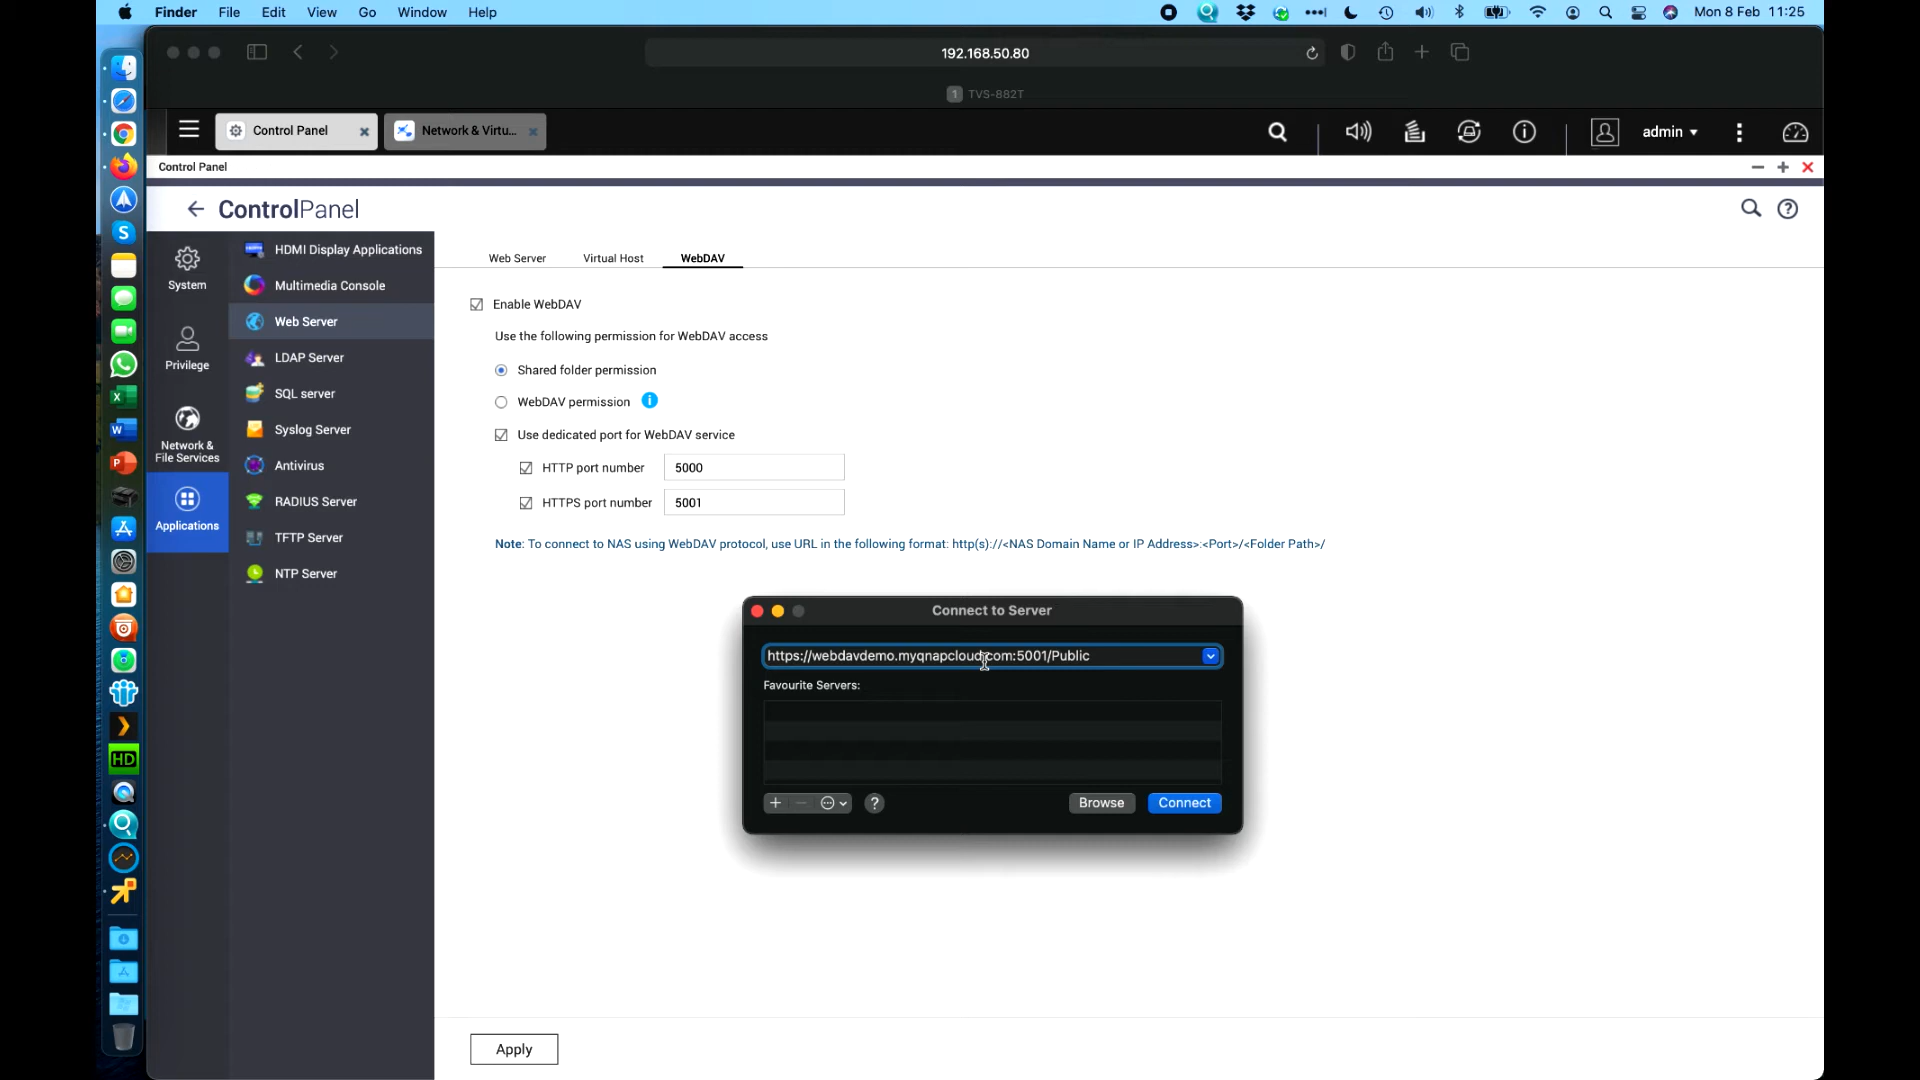 Finder File Edit View Go Window Help Mon 8 Feb 11:25
192.168.50.80
1 TVS-882T
Control Panel Network & Virtu... admin
Control Panel
ControlPanel
System
Privilege
Network &
File Services
Applications
HDMI Display Applications
Multimedia Console
Web Server
LDAP Server
SQL server
Syslog Server
Antivirus
RADIUS Server
TFTP Server
NTP Server
Web Server Virtual Host WebDAV
Enable WebDAV
Use the following permission for WebDAV access
Shared folder permission
WebDAV permission
Use dedicated port for WebDAV service
HTTP port number 5000
HTTPS port number 5001
Note: To connect to NAS using WebDAV protocol, use URL in the following format: http(s)://<NAS Domain Name or IP Address>:<Port>/<Folder Path>/
Connect to Server
https://webdavdemo.myqnapcloud.com:5001/Public
Favourite Servers:
? Browse Connect
Apply
S
X
W
P
HD